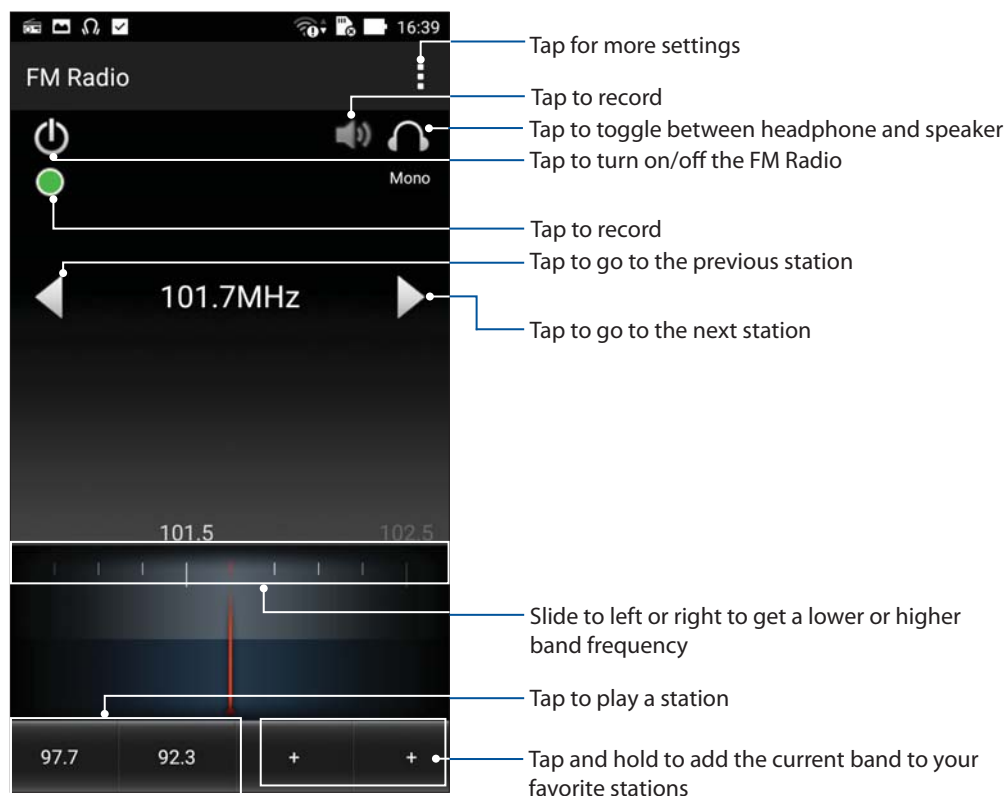 16:39
Tap for more settings
FM Radio
Tap to record
Tap to toggle between headphone and speaker
Tap to turn on/off the FM Radio
Mono
Tap to record
Tap to go to the previous station
101.7MHz
Tap to go to the next station
101.5 102.5
Slide to left or right to get a lower or higher
band frequency
Tap to play a station
97.7 92.3 + +
Tap and hold to add the current band to your
favorite stations